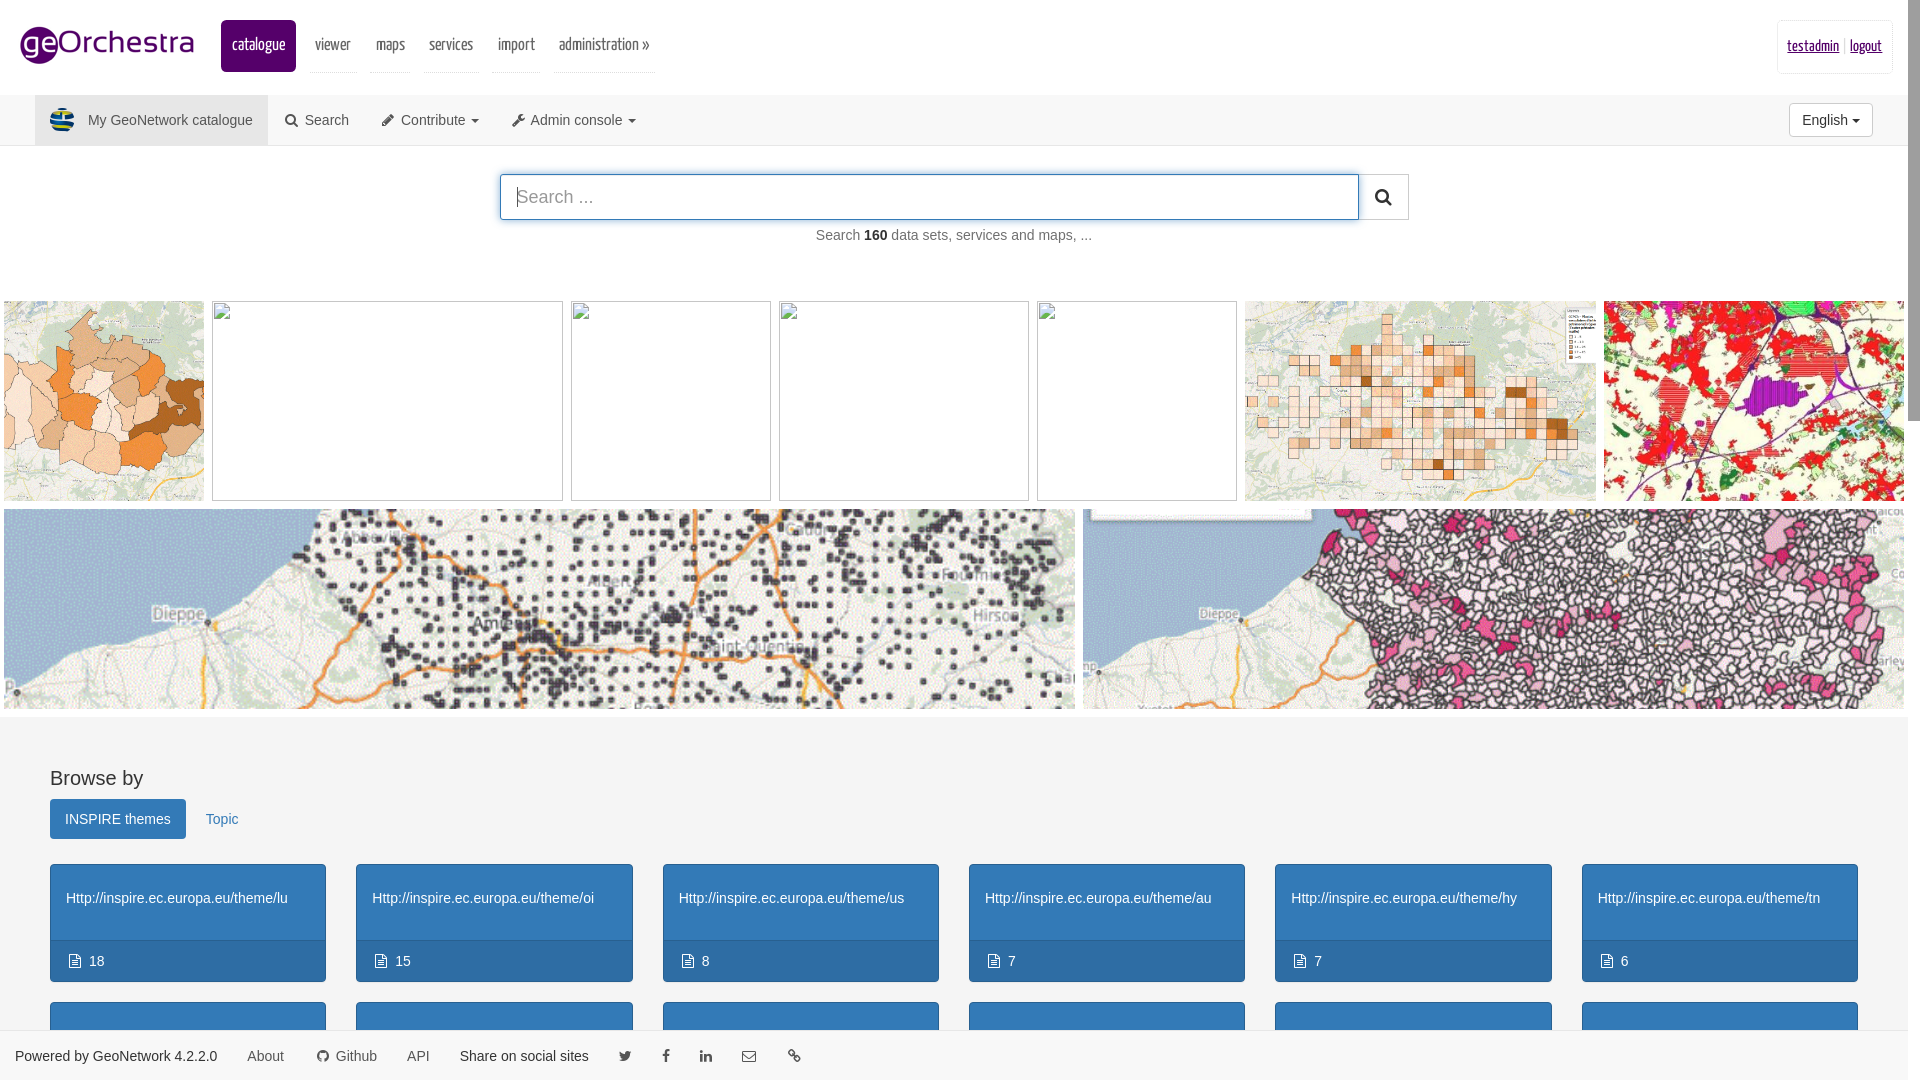 geOrchestra
catalogue viewer maps services import administration »
testadmin | logout
My GeoNetwork catalogue Search Contribute Admin console English
Search ...
Search 160 data sets, services and maps, ...
Abbeville
Albert
Fourmies
Dieppe
Amiens
Hirson
Saint-Quentin
Dieppe
Browse by
INSPIRE themes Topic
Http://inspire.ec.europa.eu/theme/lu
18
Http://inspire.ec.europa.eu/theme/oi
15
Http://inspire.ec.europa.eu/theme/us
8
Http://inspire.ec.europa.eu/theme/au
7
Http://inspire.ec.europa.eu/theme/hy
7
Http://inspire.ec.europa.eu/theme/tn
6
Powered by GeoNetwork 4.2.2.0 About Github API Share on social sites